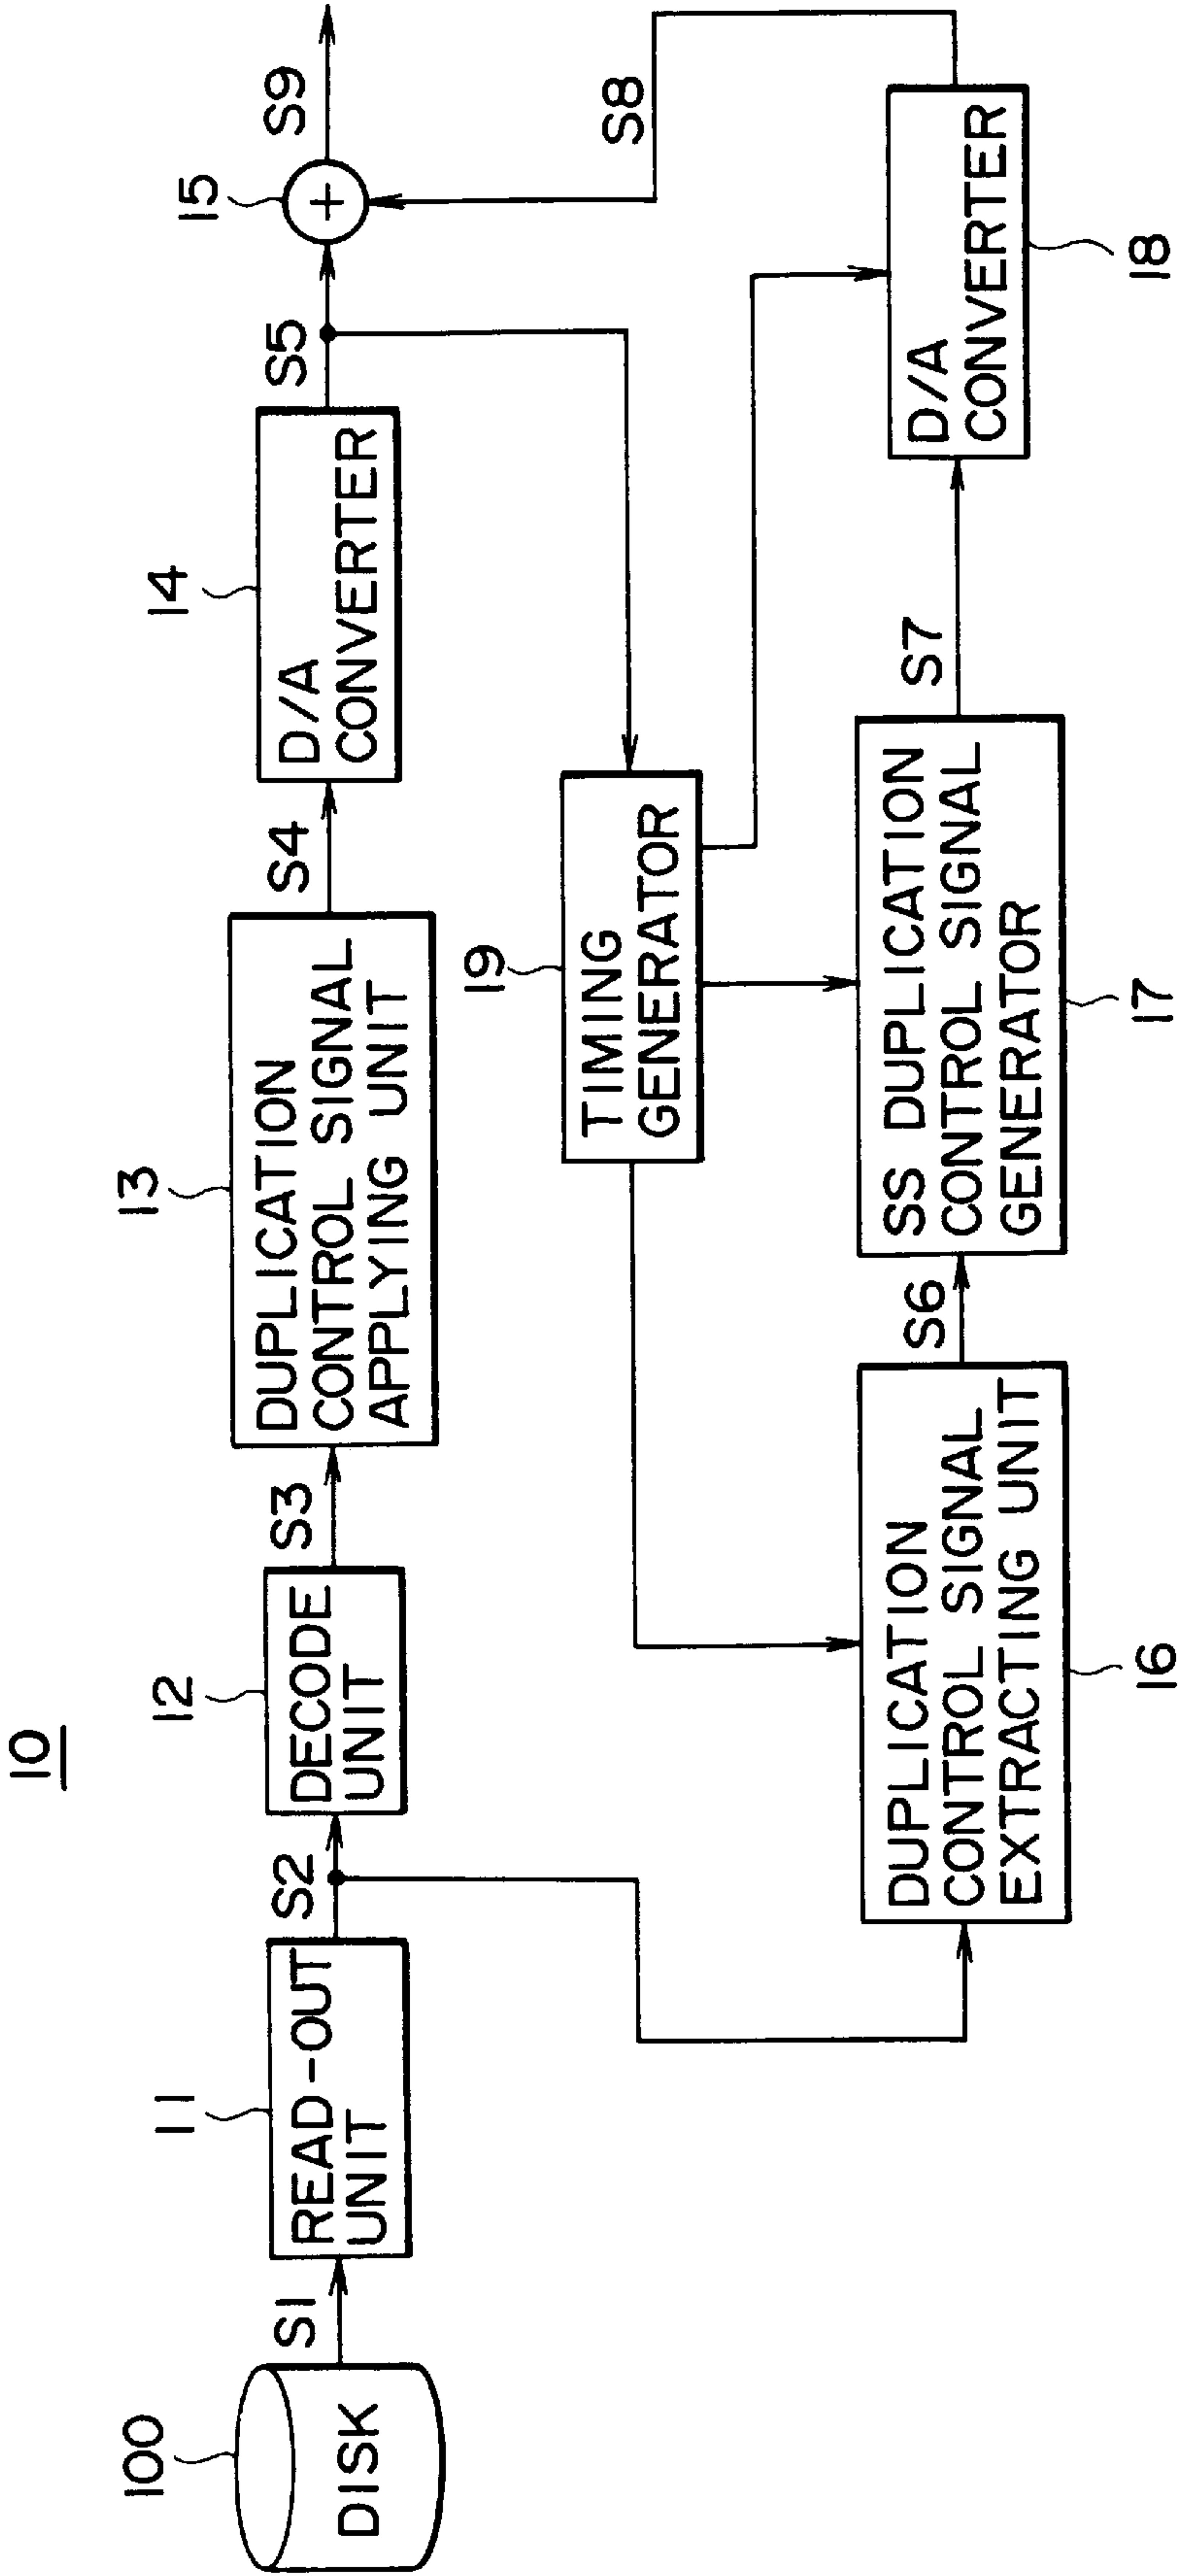 10
100
DISK
S1
11
READ-OUT
UNIT
S2
12
DECODE
UNIT
S3
13
DUPLICATION
CONTROL SIGNAL
APPLYING UNIT
S4
14
D/A
CONVERTER
S5
15
+
S9
19
TIMING
GENERATOR
S8
DUPLICATION
CONTROL SIGNAL
EXTRACTING UNIT
16
S6
SS DUPLICATION
CONTROL SIGNAL
GENERATOR
17
S7
D/A
CONVERTER
18